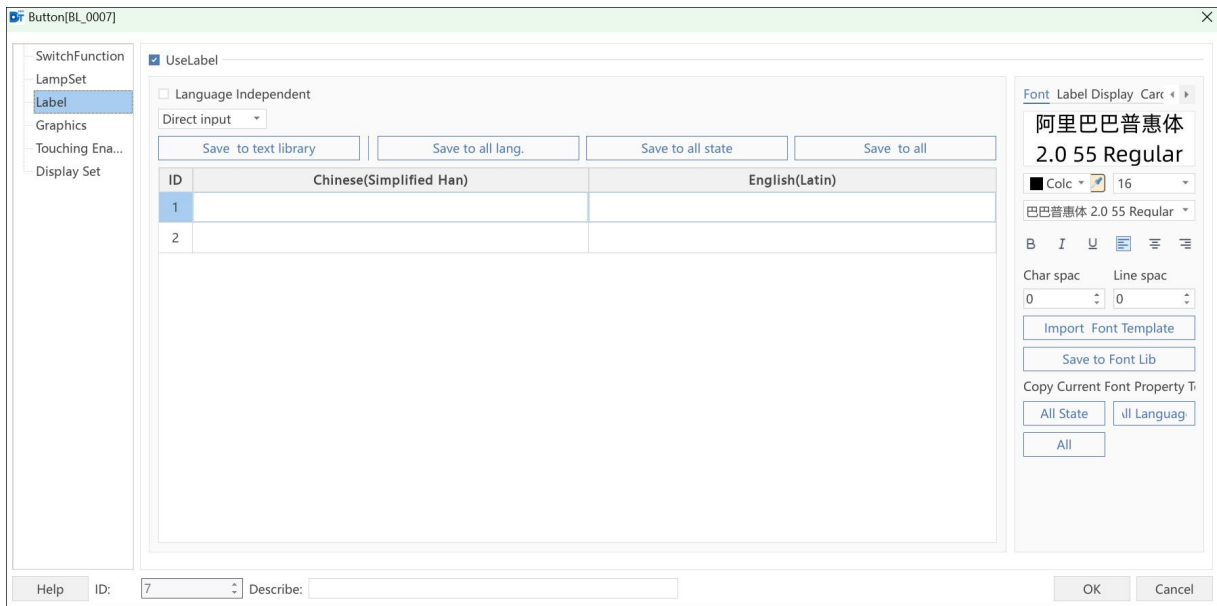 DT Button[BL_0007]
SwitchFunction
LampSet
Label
Graphics
Touching Ena...
Display Set
UseLabel
Language Independent
Direct input
Save to text library
Save to all lang.
Save to all state
Save to all
ID Chinese(Simplified Han) English(Latin)
1
2
Font Label Display Carc
阿里巴巴普惠体
2.0 55 Regular
Colc 16
巴巴普惠体 2.0 55 Regular
B I U
Char spac Line spac
0 0
Import Font Template
Save to Font Lib
Copy Current Font Property T
All State ll Languag
All
Help ID: 7 Describe:
OK Cancel